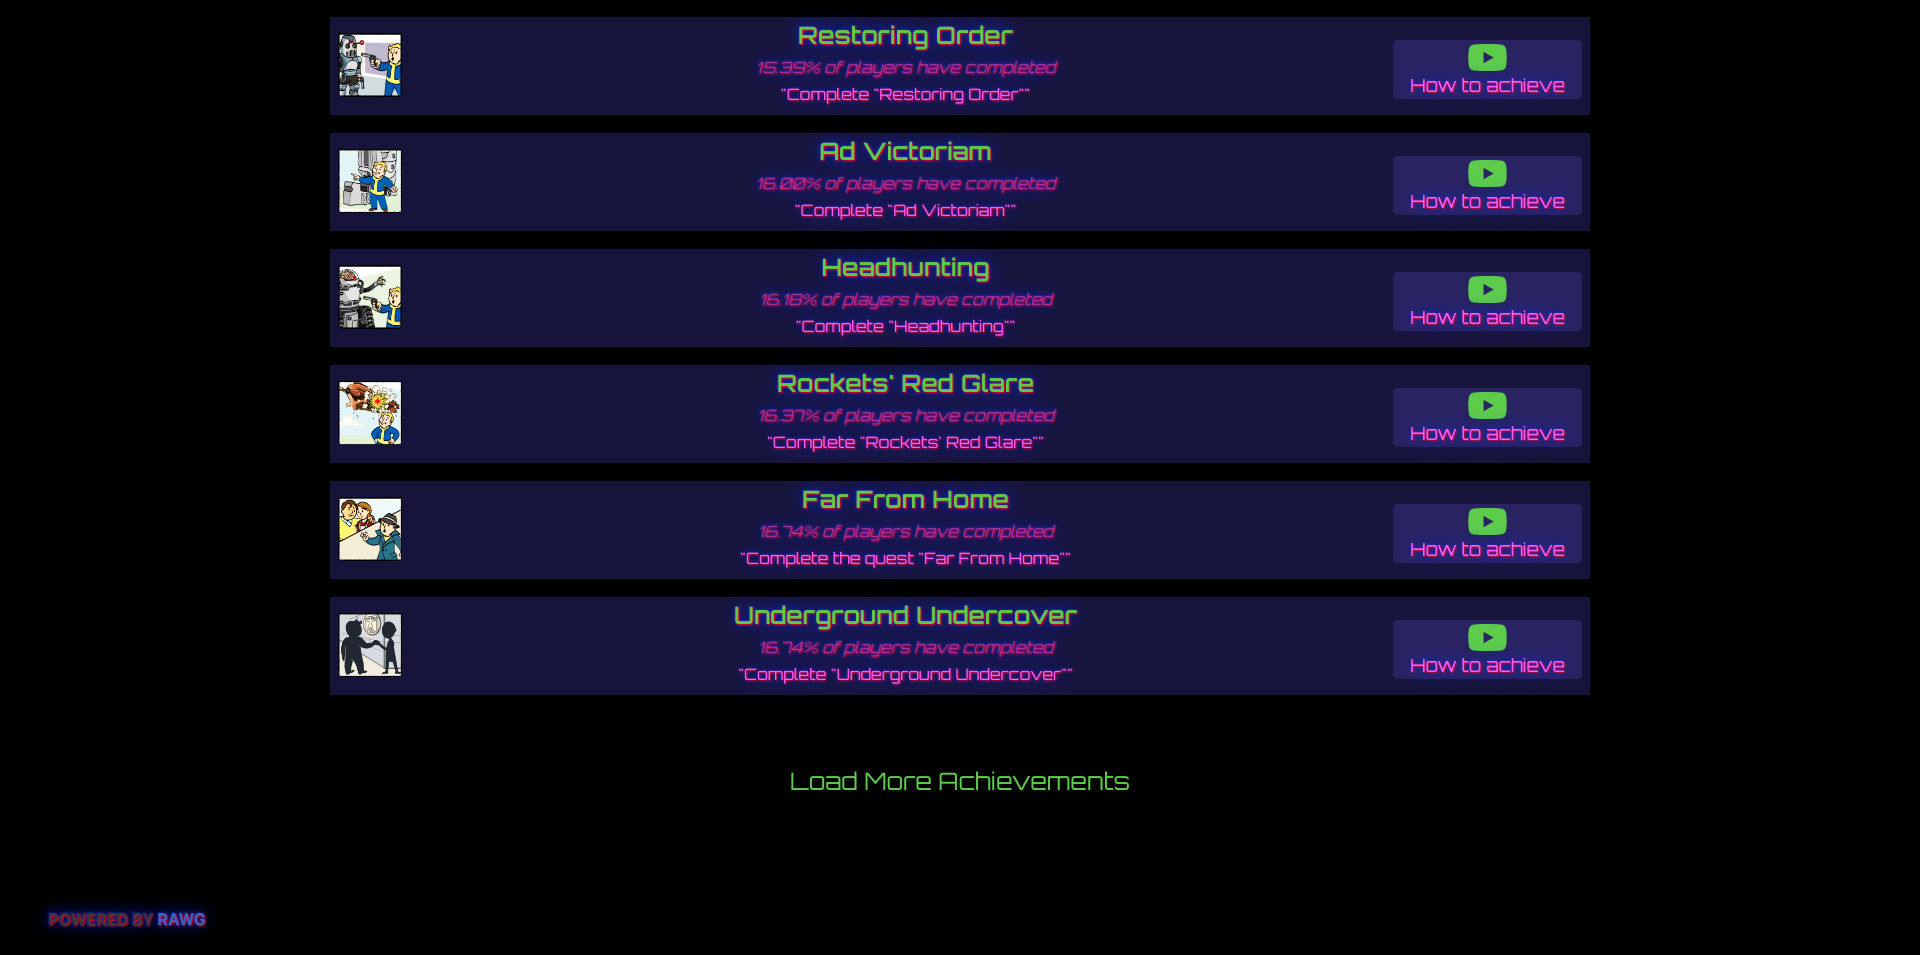 Restoring Order
15.39% of players have completed
"Complete "Restoring Order""
How to achieve
Ad Victoriam
16.00% of players have completed
"Complete "Ad Victoriam""
How to achieve
Headhunting
16.18% of players have completed
"Complete "Headhunting""
How to achieve
Rockets' Red Glare
16.37% of players have completed
"Complete "Rockets' Red Glare""
How to achieve
Far From Home
16.74% of players have completed
"Complete the quest "Far From Home""
How to achieve
Underground Undercover
16.74% of players have completed
"Complete "Underground Undercover""
How to achieve
Load More Achievements
POWERED BY RAWG